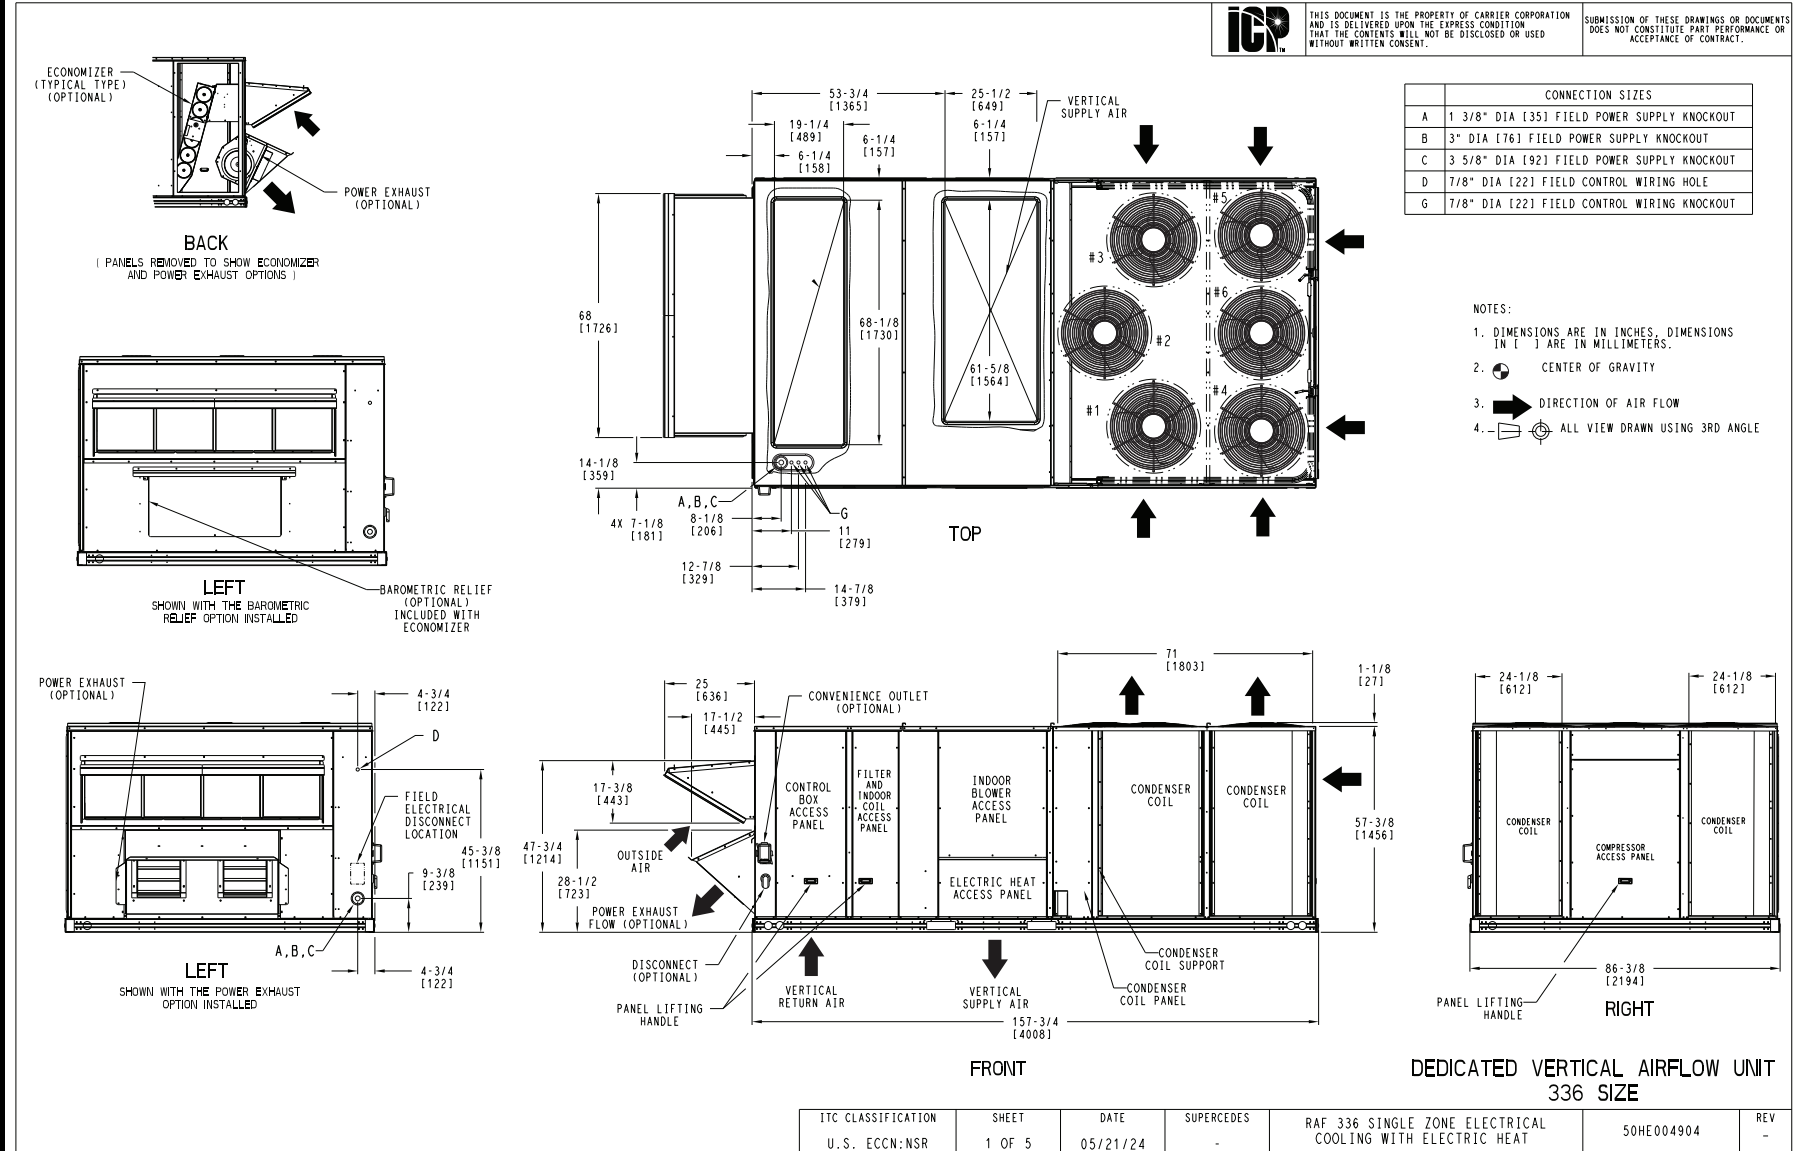 iCP
TM
THIS DOCUMENT IS THE PROPERTY OF CARRIER CORPORATION
AND IS DELIVERED UPON THE EXPRESS CONDITION
THAT THE CONTENTS WILL NOT BE DISCLOSED OR USED
WITHOUT WRITTEN CONSENT.
SUBMISSION OF THESE DRAWINGS OR DOCUMENTS
DOES NOT CONSTITUTE PART PERFORMANCE OR
ACCEPTANCE OF CONTRACT.
ECONOMIZER
(TYPICAL TYPE)
(OPTIONAL)
POWER EXHAUST
(OPTIONAL)
BACK
( PANELS REMOVED TO SHOW ECONOMIZER
AND POWER EXHAUST OPTIONS )
53-3/4
[1365]
25-1/2
[649]
VERTICAL
SUPPLY AIR
19-1/4
[489]
6-1/4
[157]
6-1/4
[157]
6-1/4
[158]
68
[1726]
68-1/8
[1730]
61-5/8
[1564]
#5
#3
#6
#2
#4
#1
14-1/8
[359]
A,B,C
G
4X 7-1/8
[181]
8-1/8
[206]
11
[279]
12-7/8
[329]
14-7/8
[379]
TOP
CONNECTION SIZES
A 1 3/8" DIA [35] FIELD POWER SUPPLY KNOCKOUT
B 3" DIA [76] FIELD POWER SUPPLY KNOCKOUT
C 3 5/8" DIA [92] FIELD POWER SUPPLY KNOCKOUT
D 7/8" DIA [22] FIELD CONTROL WIRING HOLE
G 7/8" DIA [22] FIELD CONTROL WIRING KNOCKOUT
NOTES:
1. DIMENSIONS ARE IN INCHES, DIMENSIONS
IN [ ] ARE IN MILLIMETERS.
2. CENTER OF GRAVITY
3. DIRECTION OF AIR FLOW
4. ALL VIEW DRAWN USING 3RD ANGLE
LEFT
SHOWN WITH THE BAROMETRIC
RELIEF OPTION INSTALLED
BAROMETRIC RELIEF
(OPTIONAL)
INCLUDED WITH
ECONOMIZER
POWER EXHAUST
(OPTIONAL)
4-3/4
[122]
D
FIELD
ELECTRICAL
DISCONNECT
LOCATION
45-3/8
[1151]
9-3/8
[239]
A,B,C
4-3/4
[122]
LEFT
SHOWN WITH THE POWER EXHAUST
OPTION INSTALLED
25
[636]
17-1/2
[445]
CONVENIENCE OUTLET
(OPTIONAL)
71
[1803]
1-1/8
[27]
17-3/8
[443]
47-3/4
[1214]
28-1/2
[723]
OUTSIDE
AIR
POWER EXHAUST
FLOW (OPTIONAL)
CONTROL
BOX
ACCESS
PANEL
FILTER
AND
INDOOR
COIL
ACCESS
PANEL
INDOOR
BLOWER
ACCESS
PANEL
ELECTRIC HEAT
ACCESS PANEL
CONDENSER
COIL
CONDENSER
COIL
57-3/8
[1456]
DISCONNECT
(OPTIONAL)
PANEL LIFTING
HANDLE
VERTICAL
RETURN AIR
VERTICAL
SUPPLY AIR
CONDENSER
COIL SUPPORT
CONDENSER
COIL PANEL
157-3/4
[4008]
FRONT
24-1/8
[612]
24-1/8
[612]
CONDENSER
COIL
COMPRESSOR
ACCESS PANEL
CONDENSER
COIL
86-3/8
[2194]
PANEL LIFTING
HANDLE
RIGHT
DEDICATED VERTICAL AIRFLOW UNIT
336 SIZE
ITC CLASSIFICATION
U.S. ECCN:NSR
SHEET
1 OF 5
DATE
05/21/24
SUPERCEDES
-
RAF 336 SINGLE ZONE ELECTRICAL
COOLING WITH ELECTRIC HEAT
50HE004904
REV
-